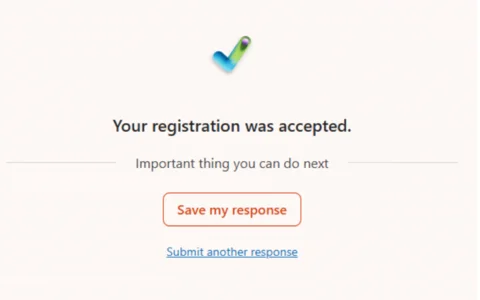 Your registration was accepted.
Important thing you can do next
Save my response
Submit another response